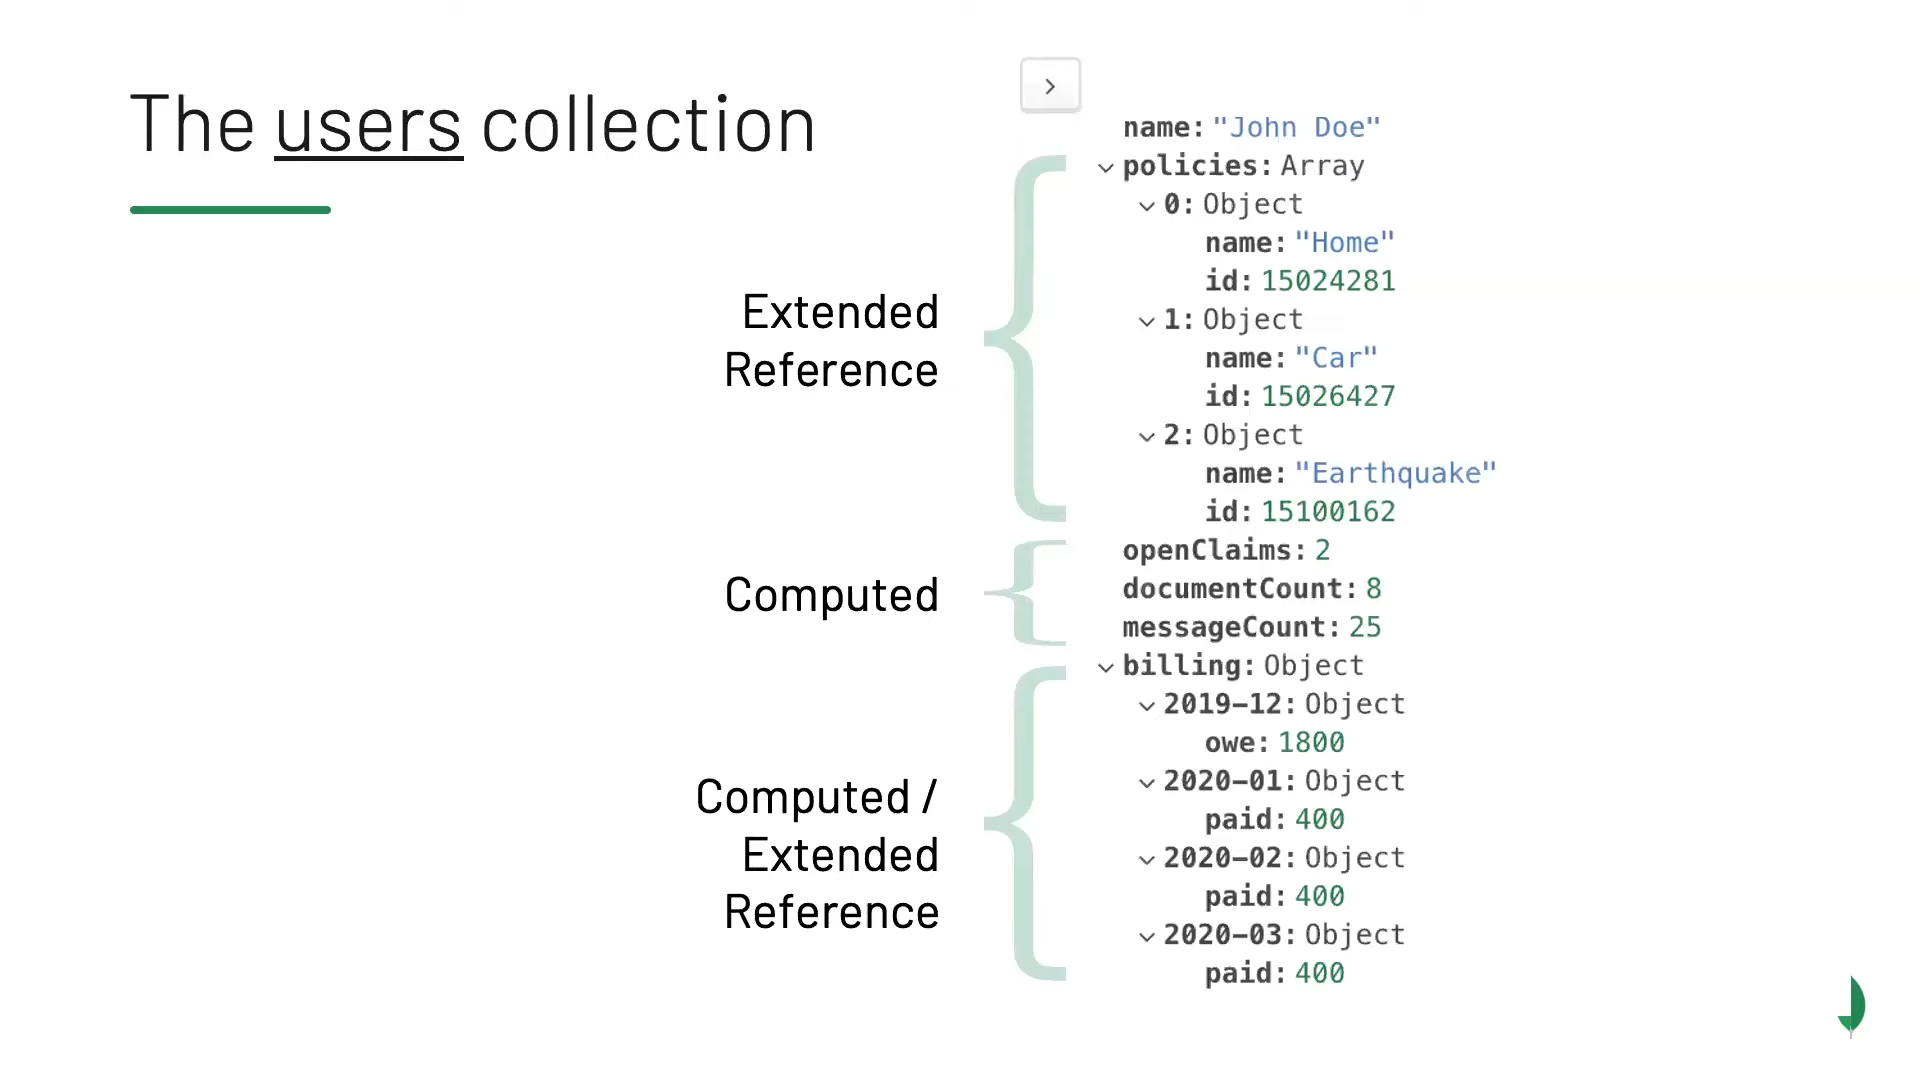 The users collection
name: "John Doe"
policies: Array
0: Object
name: "Home"
id: 15024281
1: Object
name: "Car"
id: 15026427
2: Object
name: "Earthquake"
id: 15100162
Extended
Reference
openClaims: 2
documentCount: 8
messageCount: 25
Computed
billing: Object
2019-12: Object
owe: 1800
2020-01: Object
paid: 400
2020-02: Object
paid: 400
2020-03: Object
paid: 400
Computed /
Extended
Reference